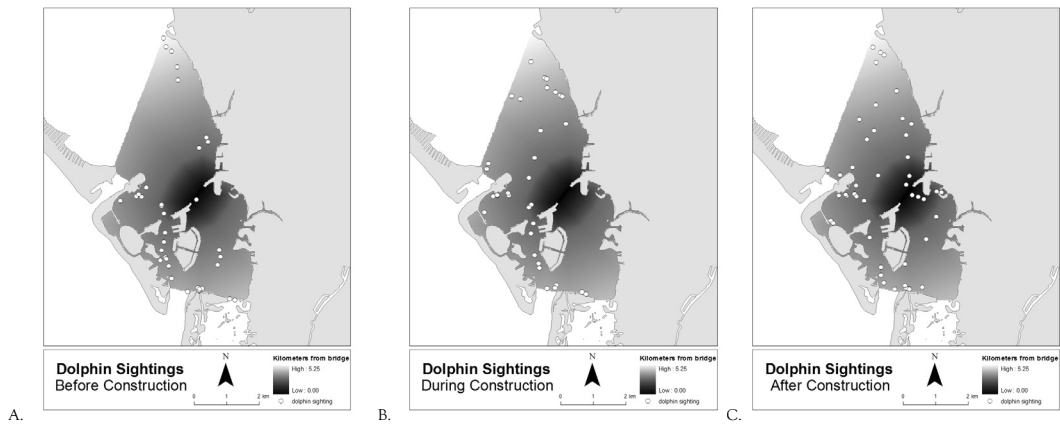 Dolphin Sightings
Before Construction
N
0 1 2 km
Kilometers from bridge
High : 5.25
Low : 0.00
dolphin sighting
A.
Dolphin Sightings
During Construction
N
0 1 2 km
Kilometers from bridge
High : 5.25
Low : 0.00
dolphin sighting
B.
Dolphin Sightings
After Construction
N
0 1 2 km
Kilometers from bridge
High : 5.25
Low : 0.00
dolphin sighting
C.